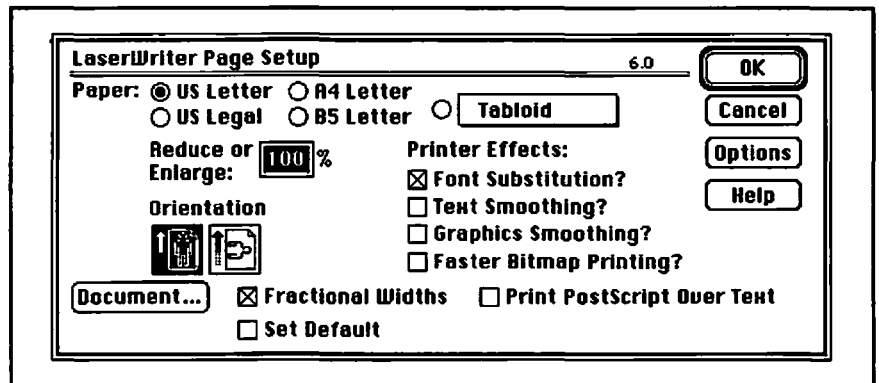 LaserWriter Page Setup 6.0 OK
Paper: US Letter A4 Letter
US Legal B5 Letter Tabloid Cancel
Reduce or Enlarge: 100 % Printer Effects: Options
Font Substitution? Help
Orientation Text Smoothing?
Graphics Smoothing?
Faster Bitmap Printing?
Document... Fractional Widths Print PostScript Over Text
Set Default